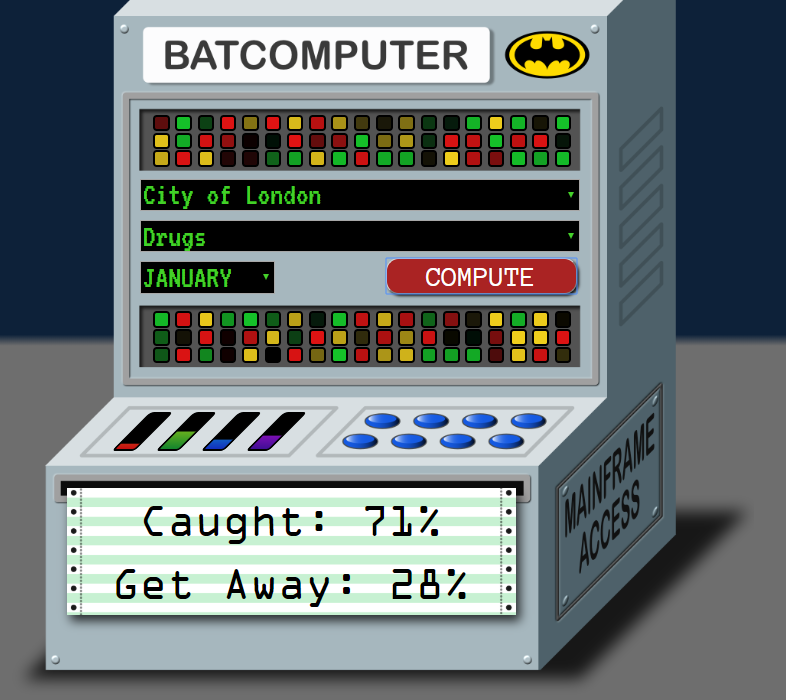 BATCOMPUTER
City of London
Drugs
JANUARY
COMPUTE
MAINFRAME
ACCESS
Caught: 71%
Get Away: 28%